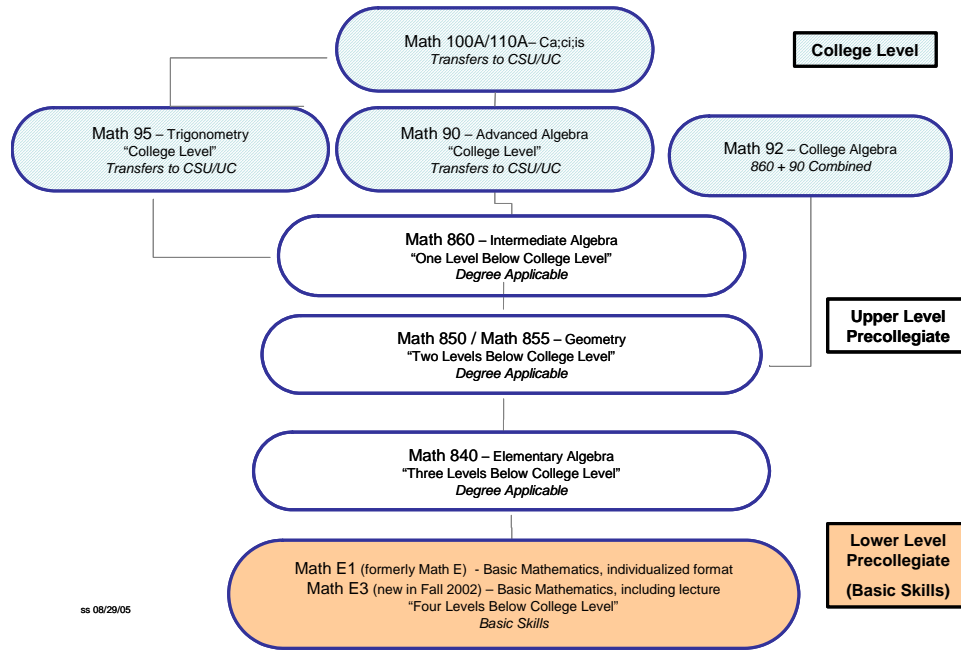 Math 100A/110A– Ca;ci;is
Transfers to CSU/UC
College Level
Math 95 – Trigonometry
“College Level”
Transfers to CSU/UC
Math 90 – Advanced Algebra
“College Level”
Transfers to CSU/UC
Math 92 – College Algebra
860 + 90 Combined
Math 860 – Intermediate Algebra
“One Level Below College Level”
Degree Applicable
Upper Level
Precollegiate
Math 850 / Math 855 – Geometry
“Two Levels Below College Level”
Degree Applicable
Math 840 – Elementary Algebra
“Three Levels Below College Level”
Degree Applicable
Lower Level
Precollegiate
(Basic Skills)
Math E1 (formerly Math E)  - Basic Mathematics, individualized format
Math E3 (new in Fall 2002) – Basic Mathematics, including lecture
“Four Levels Below College Level”
Basic Skills
ss 08/29/05